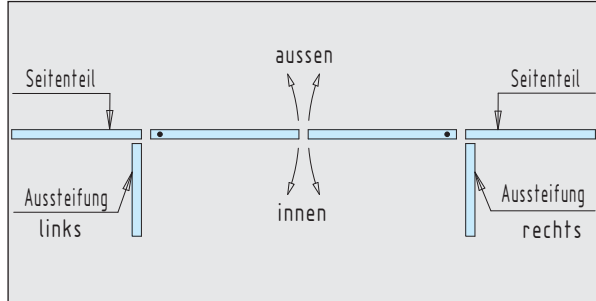 aussen
Seitenteil
Seitenteil
Aussteifung
links
innen
Aussteifung
rechts